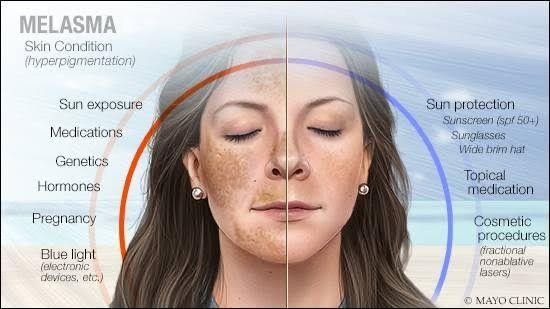 MELASMA
Skin Condition
(hyperpigmentation)
Sun exposure
Medications
Genetics
Hormones
Pregnancy
Blue light
(electronic
devices, etc.)
Sun protection
Sunscreen (spf 50+)
Sunglasses
Wide brim hat
Topical
medication
Cosmetic
procedures
(fractional
nonablative
lasers)
© MAYO CLINIC